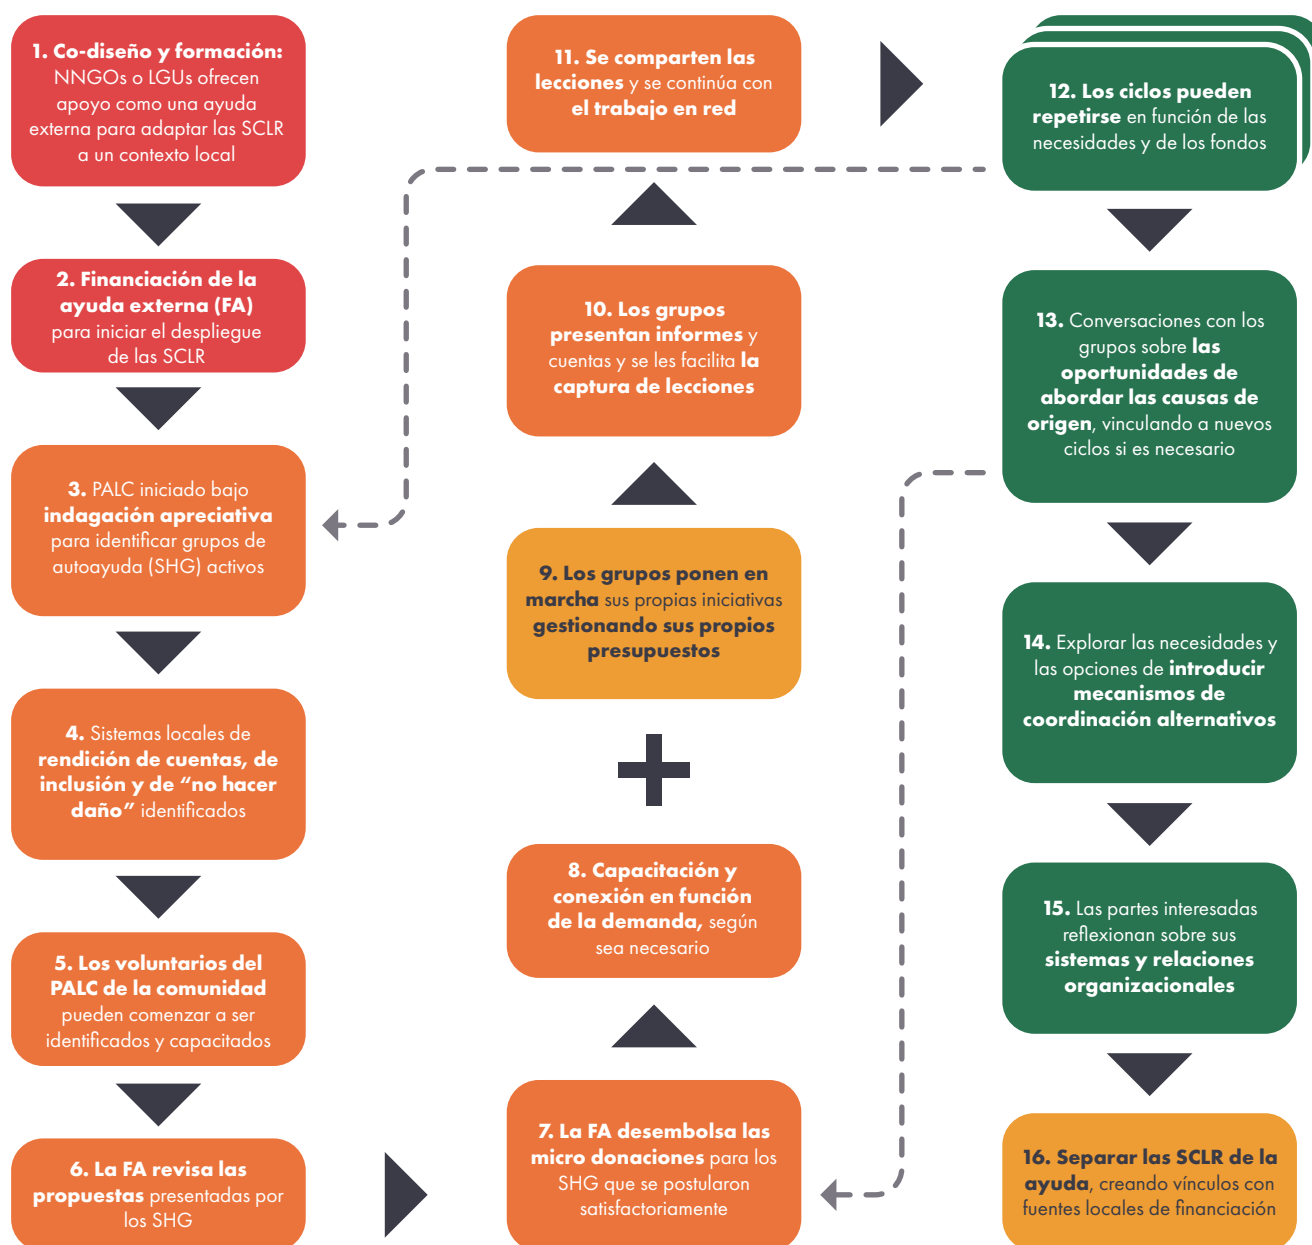 1. Co-diseño y formación:
NNGOs o LGUs ofrecen
apoyo como una ayuda
externa para adaptar las SCLR
a un contexto local
2. Financiación de la
ayuda externa (FA)
para iniciar el despliegue
de las SCLR
3. PALC iniciado bajo
indagación apreciativa
para identificar grupos de
autoayuda (SHG) activos
4. Sistemas locales de
rendición de cuentas, de
inclusión y de “no hacer
daño” identificados
5. Los voluntarios del
PALC de la comunidad
pueden comenzar a ser
identificados y capacitados
6. La FA revisa las
propuestas presentadas por
los SHG
7. La FA desembolsa las
micro donaciones para los
SHG que se postularon
satisfactoriamente
8. Capacitación y
conexión en función
de la demanda, según
sea necesario
9. Los grupos ponen en
marcha sus propias iniciativas
gestionando sus propios
presupuestos
10. Los grupos
presentan informes y
cuentas y se les facilita la
captura de lecciones
11. Se comparten las
lecciones y se continúa con
el trabajo en red
12. Los ciclos pueden
repetirse en función de las
necesidades y de los fondos
13. Conversaciones con los
grupos sobre las
oportunidades de
abordar las causas de
origen, vinculando a nuevos
ciclos si es necesario
14. Explorar las necesidades y
las opciones de introducir
mecanismos de
coordinación alternativos
15. Las partes interesadas
reflexionan sobre sus
sistemas y relaciones
organizacionales
16. Separar las SCLR de la
ayuda, creando vínculos con
fuentes locales de financiación